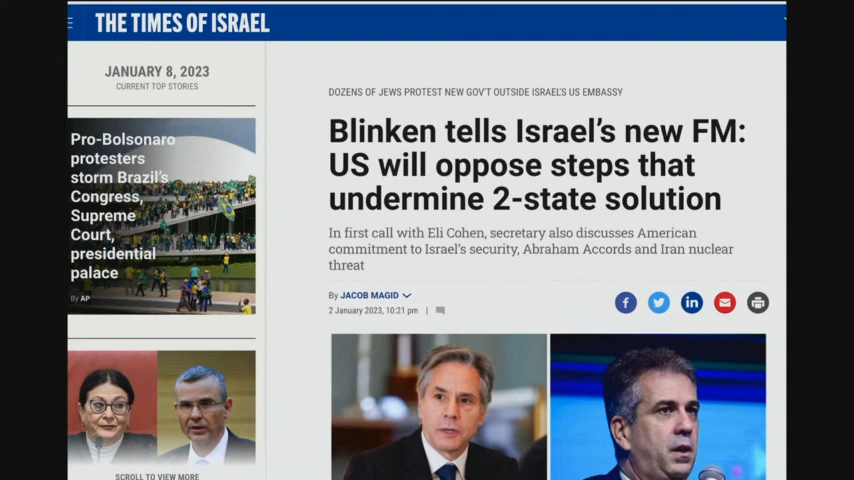 THE TIMES OF ISRAEL
JANUARY 8, 2023
CURRENT TOP STORIES
Pro-Bolsonaro
protesters
storm Brazil's
Congress,
Supreme
Court,
presidential
palace
By AP
SCROLL TO VIEW MORE
DOZENS OF JEWS PROTEST NEW GOV'T OUTSIDE ISRAEL'S US EMBASSY
Blinken tells Israel's new FM:
US will oppose steps that
undermine 2-state solution
In first call with Eli Cohen, secretary also discusses American
commitment to Israel's security, Abraham Accords and Iran nuclear
threat
By JACOB MAGID
2 January 2023, 10:21 pm |